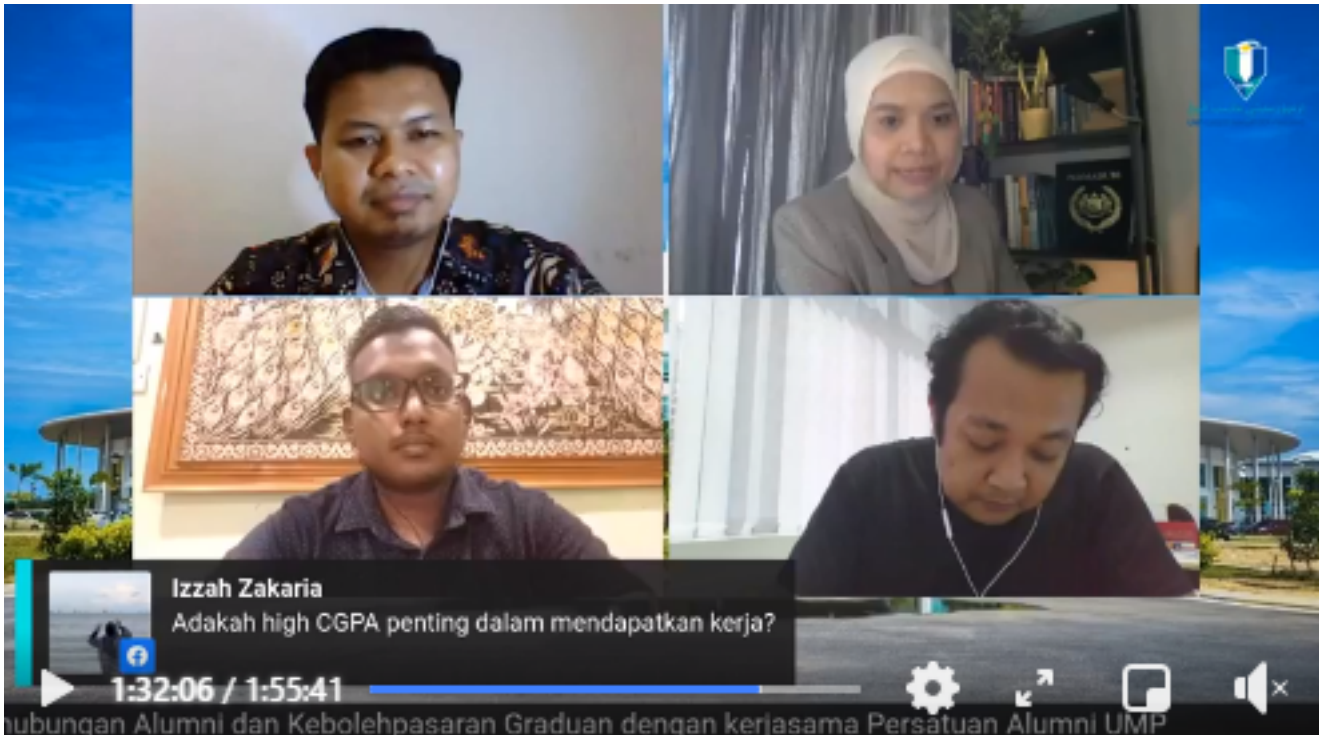 Izzah Zakaria
Adakah high CGPA penting dalam mendapatkan kerja?
1:32:06 / 1:55:41
hubungan Alumni dan Kebolehpasaran Graduan dengan kerjasama Persatuan Alumni UMP